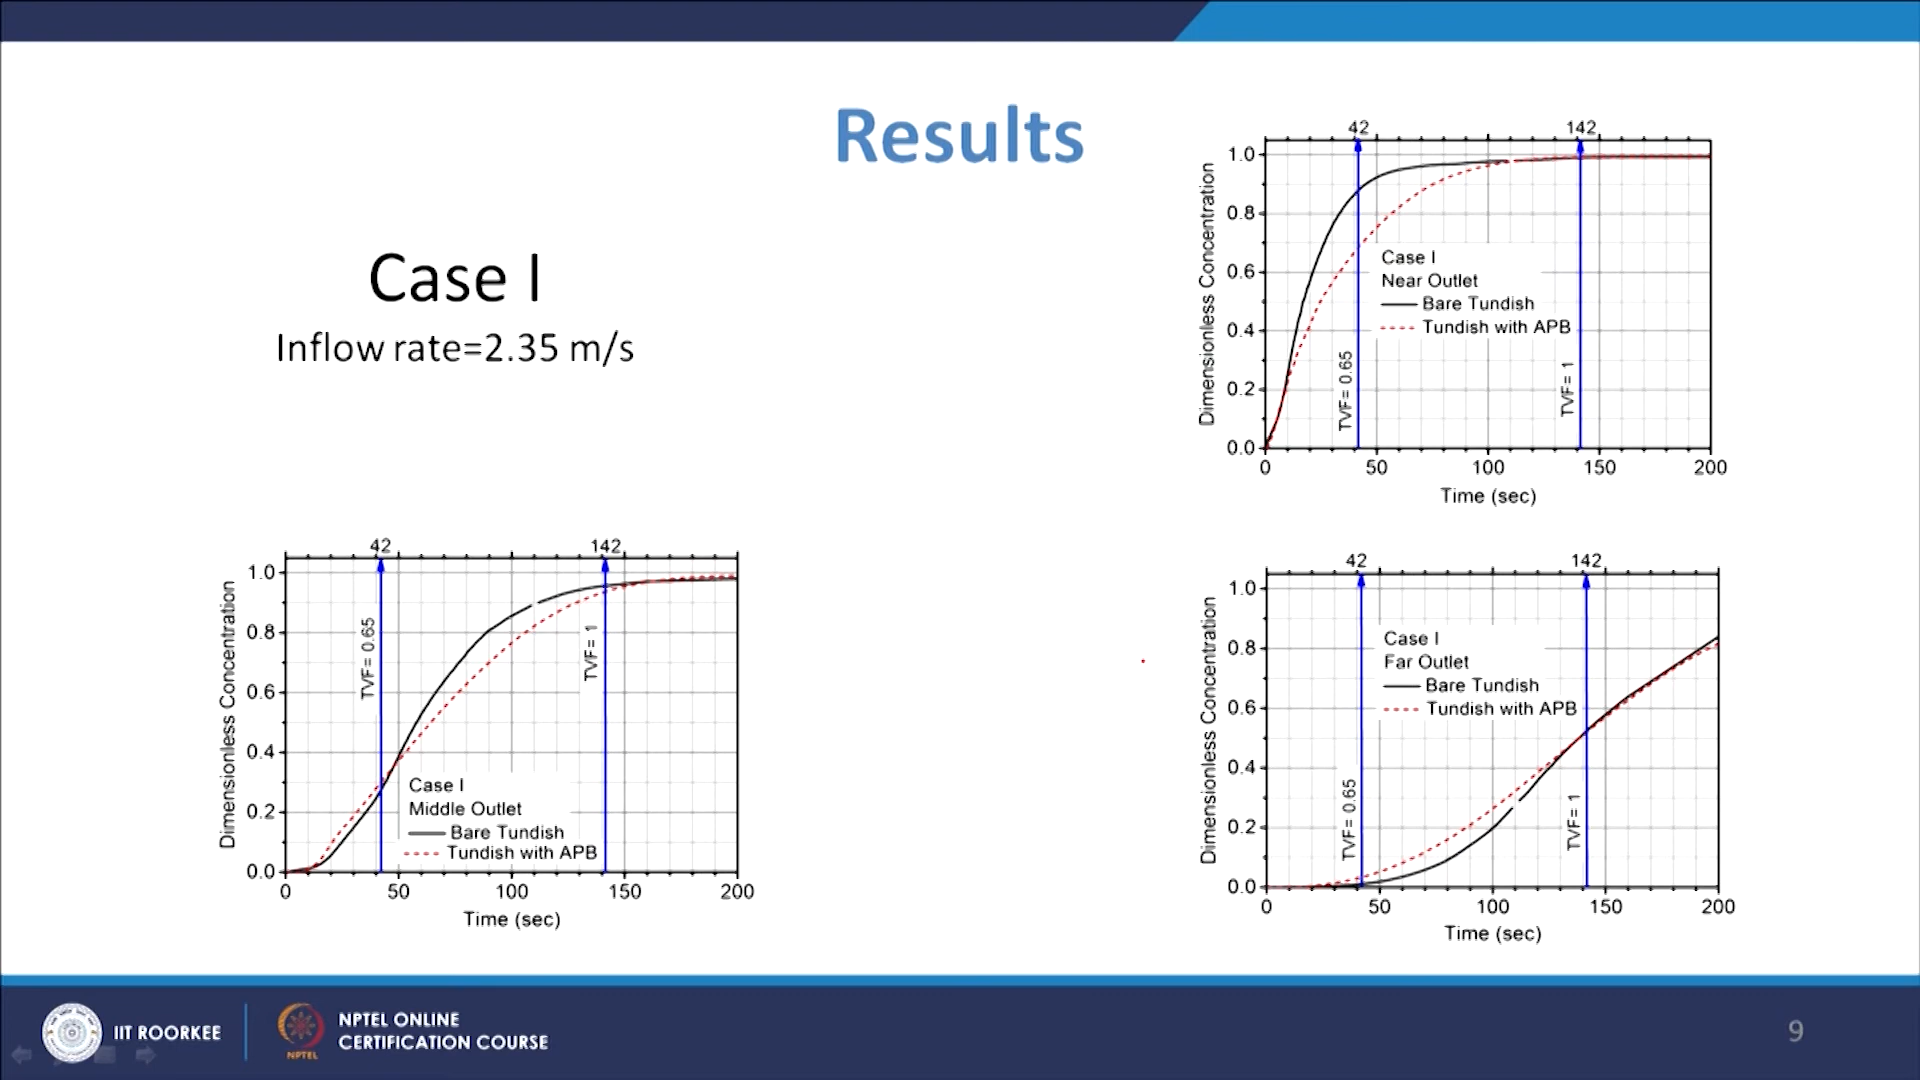 Results
Case I
Inflow rate=2.35 m/s
42 142
1.0
0.8
0.6
0.4
0.2
0.0
0 50 100 150 200
Dimensionless Concentration
Time (sec)
TVF= 0.65
TVF= 1
Case I
Near Outlet
Bare Tundish
Tundish with APB
42 142
1.0
0.8
0.6
0.4
0.2
0.0
0 50 100 150 200
Dimensionless Concentration
Time (sec)
TVF= 0.65
TVF= 1
Case I
Middle Outlet
Bare Tundish
Tundish with APB
42 142
1.0
0.8
0.6
0.4
0.2
0.0
0 50 100 150 200
Dimensionless Concentration
Time (sec)
TVF= 0.65
TVF= 1
Case I
Far Outlet
Bare Tundish
Tundish with APB
IIT ROORKEE
NPTEL
NPTEL ONLINE
CERTIFICATION COURSE
9